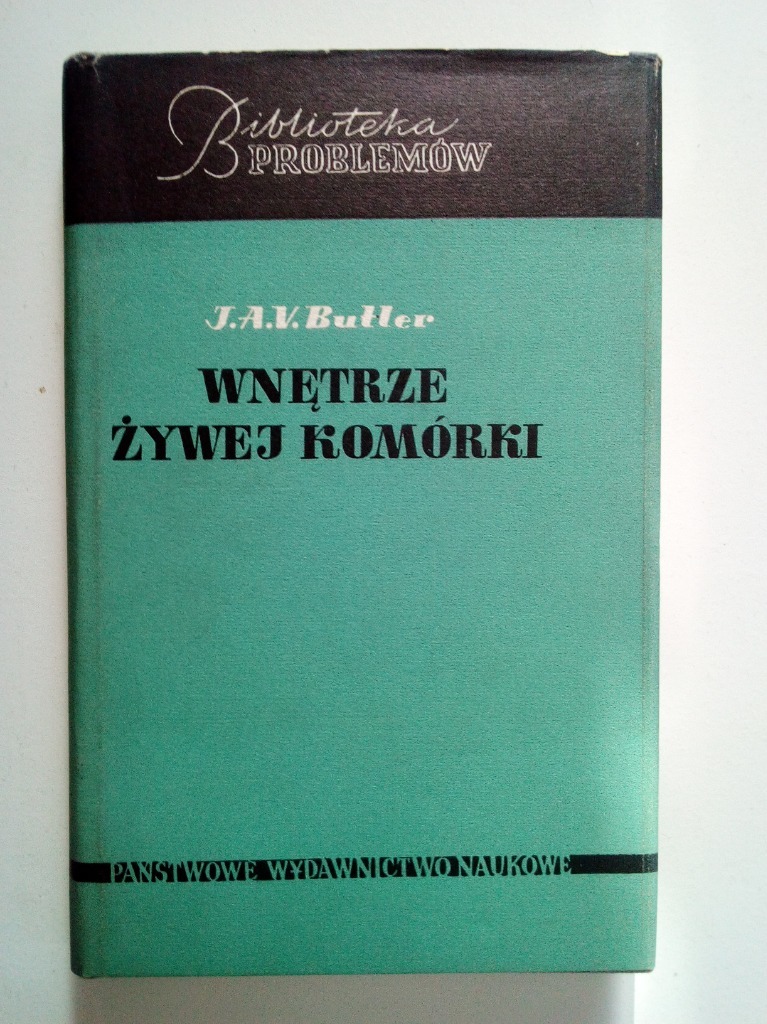 Biblioteka
PROBLEMÓW
J.A.V. Butler
WNĘTRZE
ŻYWEJ KOMÓRKI
PAŃSTWOWE WYDAWNICTWO NAUKOWE